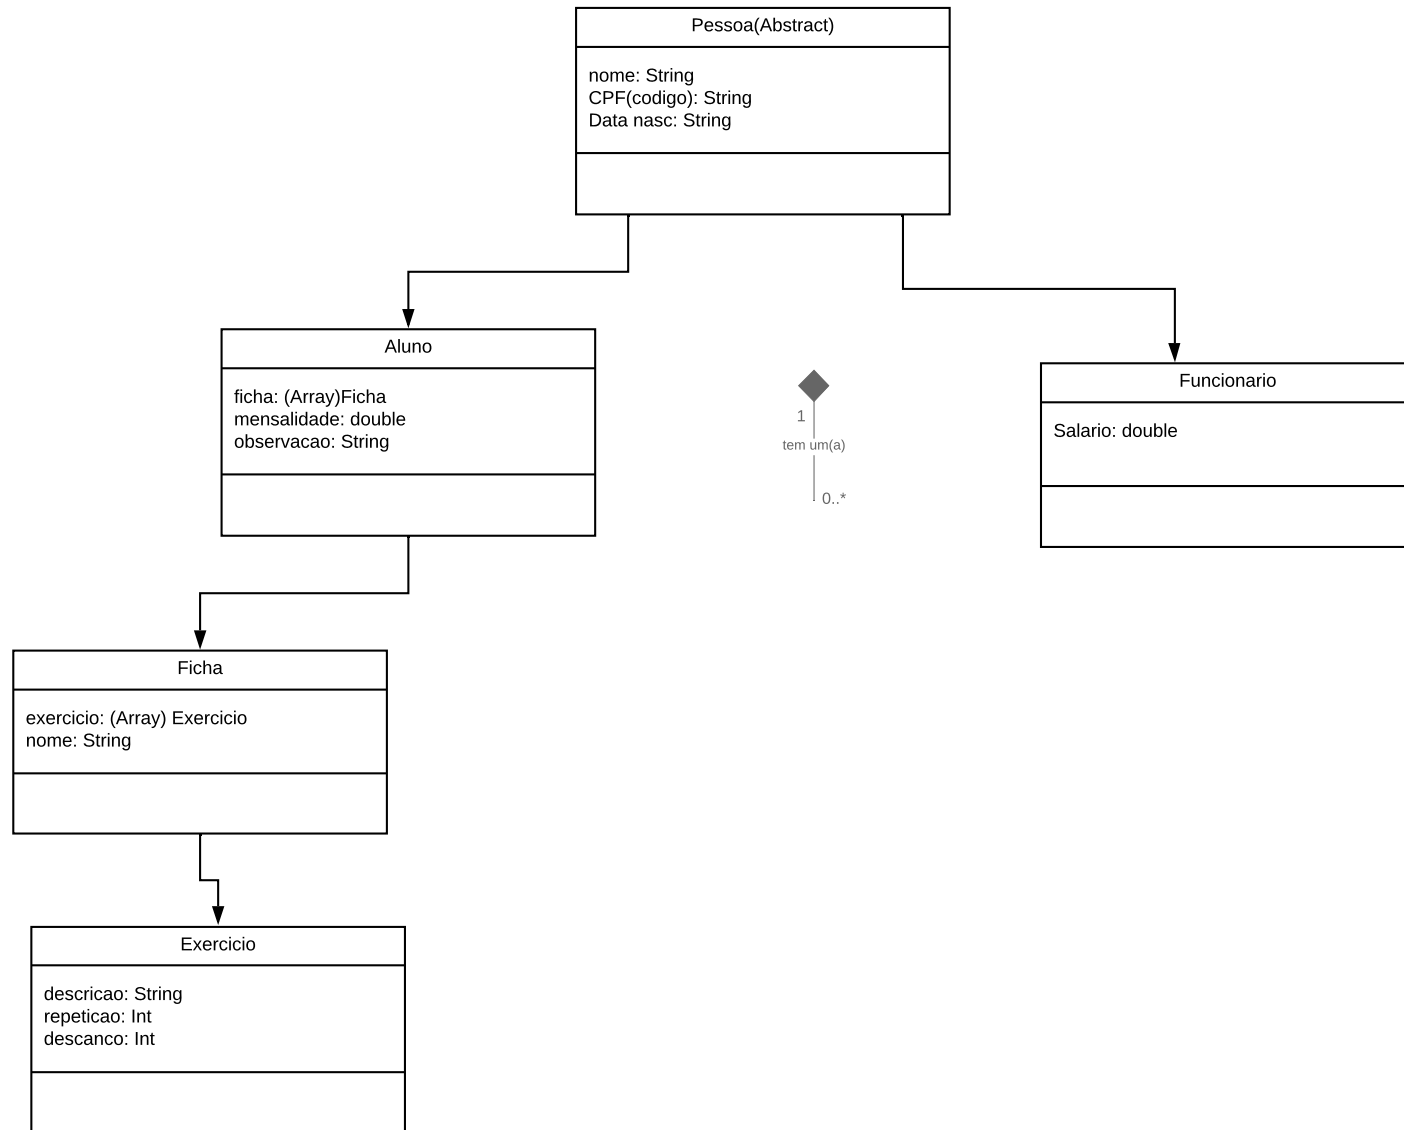 Pessoa(Abstract)
nome: String
CPF(codigo): String
Data nasc: String
Aluno
ficha: (Array)Ficha
mensalidade: double
observacao: String
1
tem um(a)
0..*
Funcionario
Salario: double
Ficha
exercicio: (Array) Exercicio
nome: String
Exercicio
descricao: String
repeticao: Int
descanco: Int